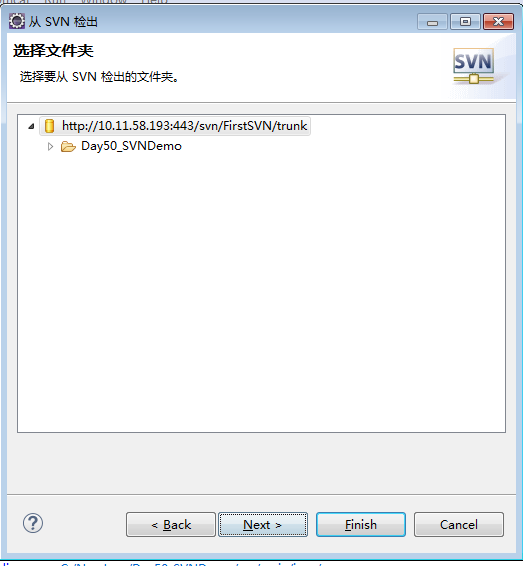 从 SVN 检出
选择文件夹
选择要从 SVN 检出的文件夹。
SVN
http://10.11.58.193:443/svn/FirstSVN/trunk
Day50_SVNDemo
?
< Back
Next >
Finish
Cancel